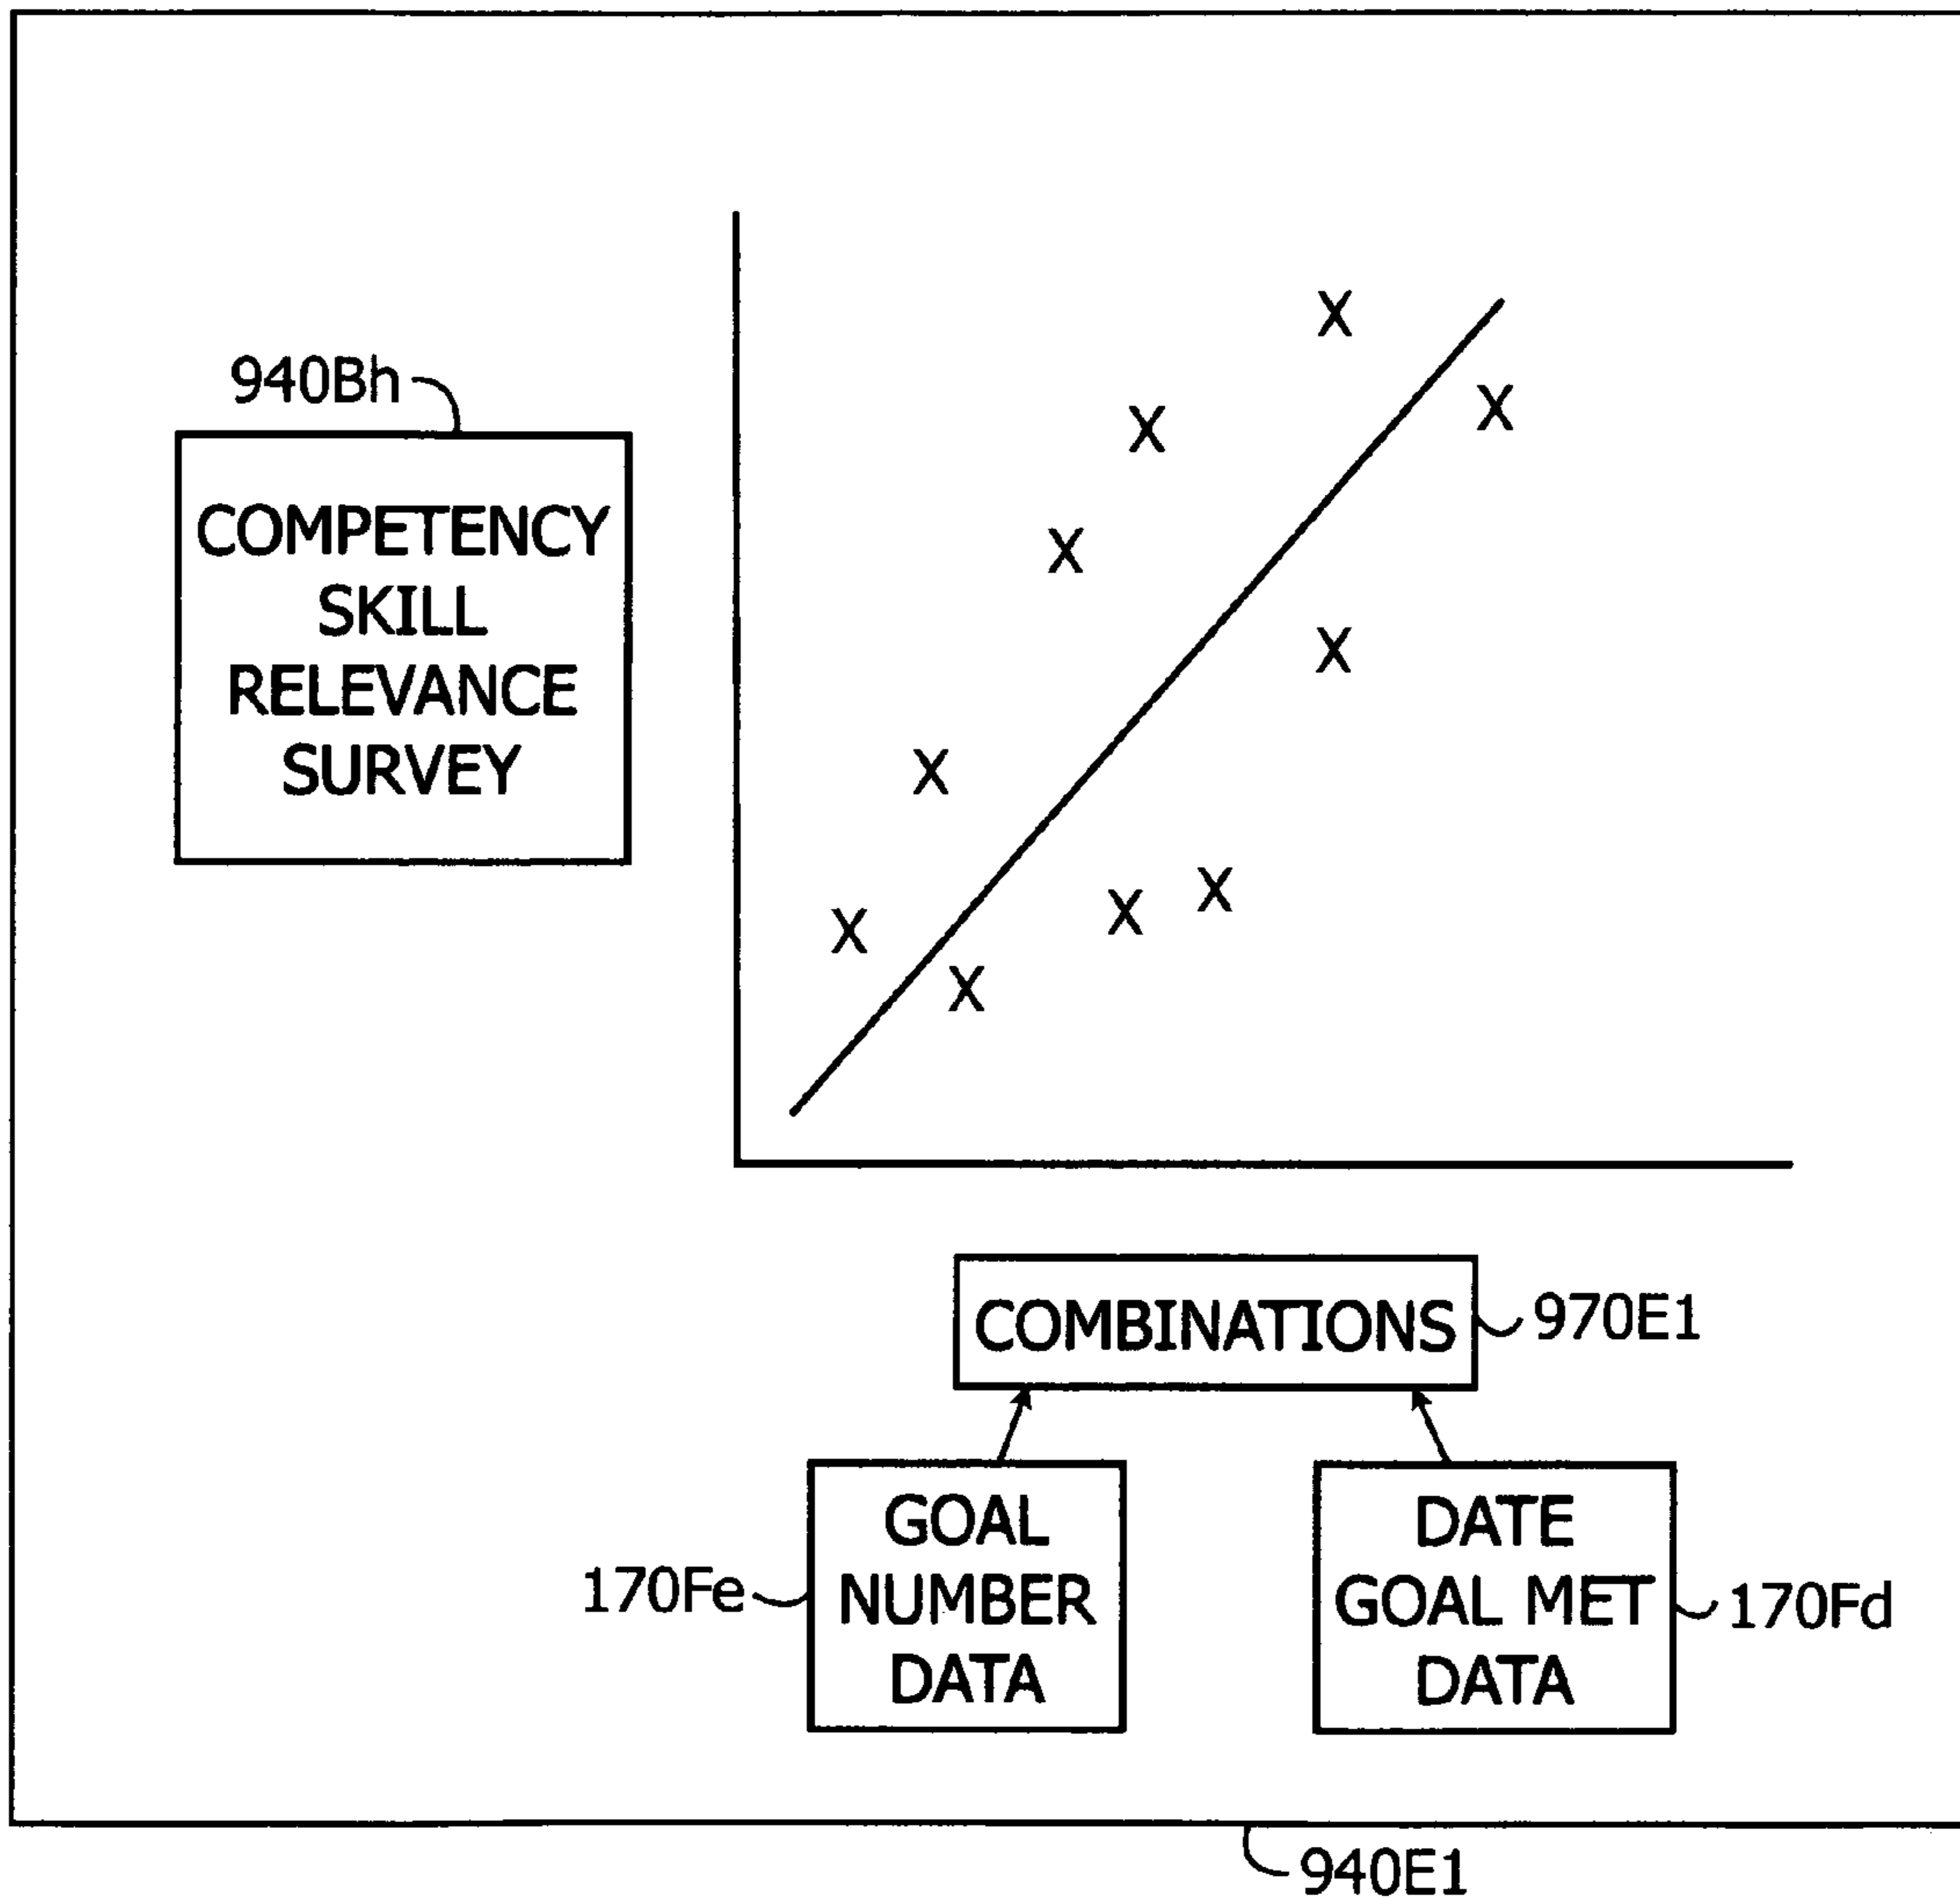 940Bh
COMPETENCY
SKILL
RELEVANCE
SURVEY
X
X
X
X
X
X
X
X
X
X
COMBINATIONS
970E1
GOAL
NUMBER
DATA
170Fe
DATE
GOAL MET
DATA
170Fd
940E1